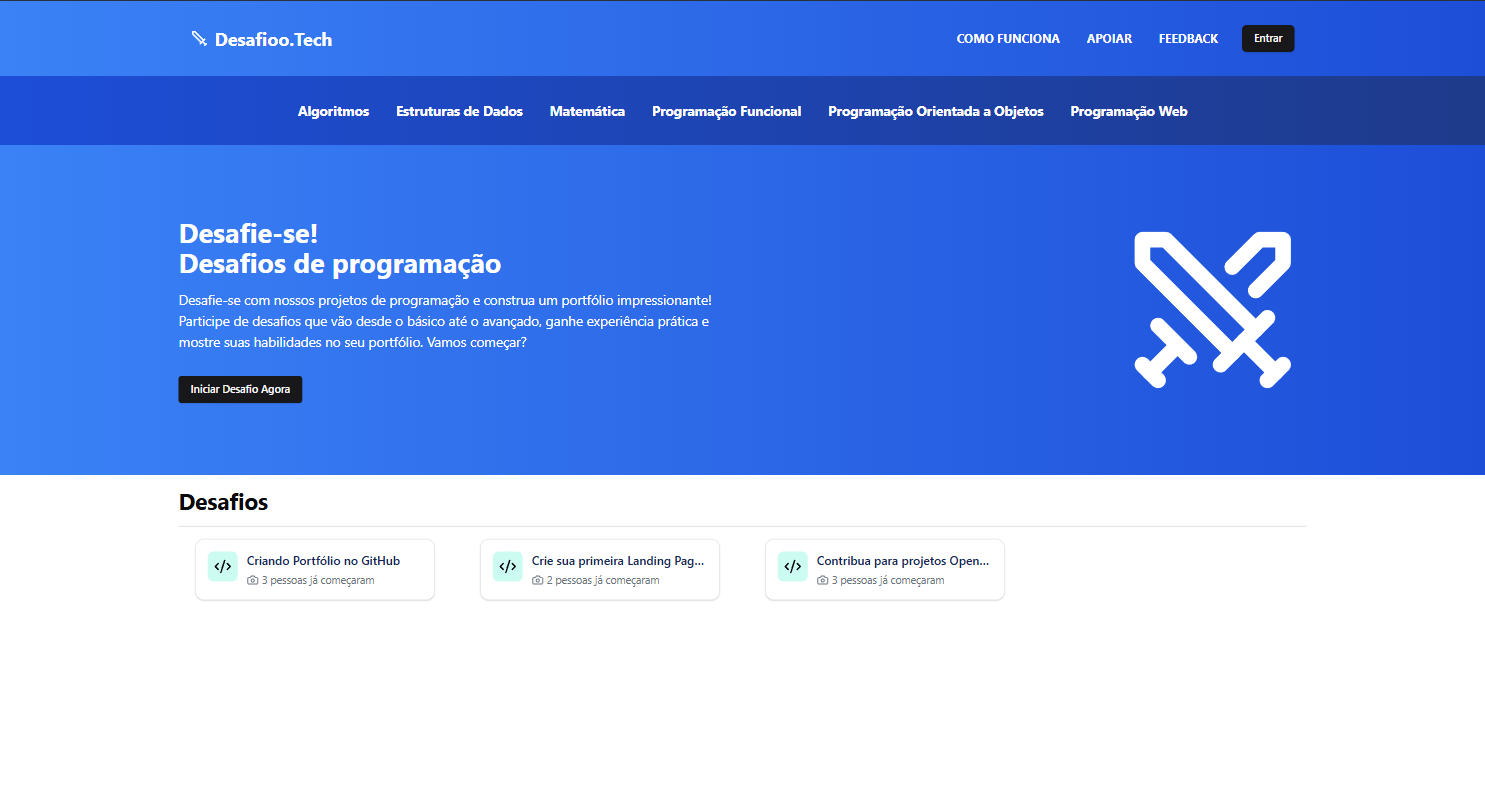 Desafioo.Tech
COMO FUNCIONA APOIAR FEEDBACK Entrar
Algoritmos Estruturas de Dados Matemática Programação Funcional Programação Orientada a Objetos Programação Web
Desafie-se!
Desafios de programação
Desafie-se com nossos projetos de programação e construa um portfólio impressionante!
Participe de desafios que vão desde o básico até o avançado, ganhe experiência prática e
mostre suas habilidades no seu portfólio. Vamos começar?
Iniciar Desafio Agora
Desafios
</> Criando Portfólio no GitHub
3 pessoas já começaram
</> Crie sua primeira Landing Pag...
2 pessoas já começaram
</> Contribua para projetos Open...
3 pessoas já começaram